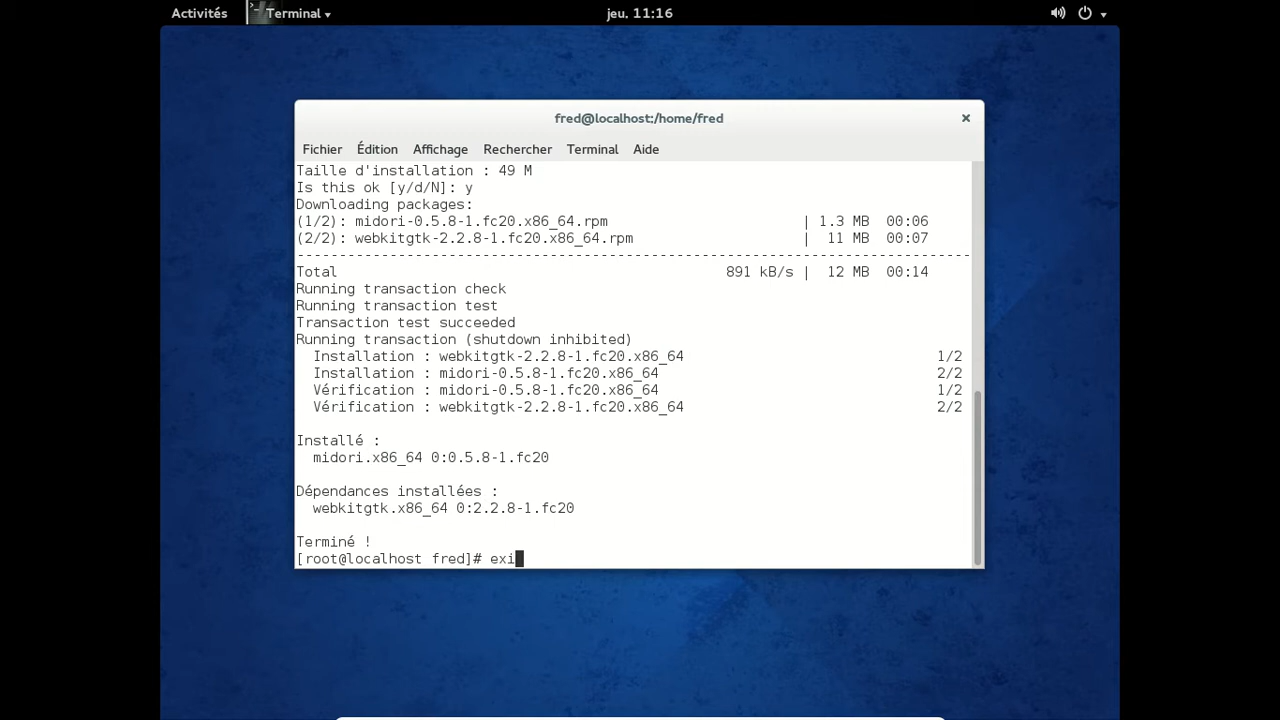 Activités Terminal jeu. 11:16
fred@localhost:/home/fred
Fichier Édition Affichage Rechercher Terminal Aide
Taille d'installation : 49 M
Is this ok [y/d/N]: y
Downloading packages:
(1/2): midori-0.5.8-1.fc20.x86_64.rpm | 1.3 MB 00:06
(2/2): webkitgtk-2.2.8-1.fc20.x86_64.rpm | 11 MB 00:07
--------------------------------------------------------------------------------
Total 891 kB/s | 12 MB 00:14
Running transaction check
Running transaction test
Transaction test succeeded
Running transaction (shutdown inhibited)
Installation : webkitgtk-2.2.8-1.fc20.x86_64 1/2
Installation : midori-0.5.8-1.fc20.x86_64 2/2
Vérification : midori-0.5.8-1.fc20.x86_64 1/2
Vérification : webkitgtk-2.2.8-1.fc20.x86_64 2/2
Installé :
midori.x86_64 0:0.5.8-1.fc20
Dépendances installées :
webkitgtk.x86_64 0:2.2.8-1.fc20
Terminé !
[root@localhost fred]# exi